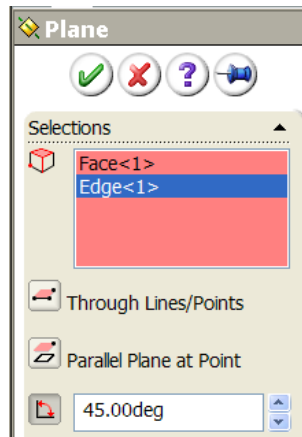 Plane
?
Selections
Face<1>
Edge<1>
Through Lines/Points
Parallel Plane at Point
45.00deg